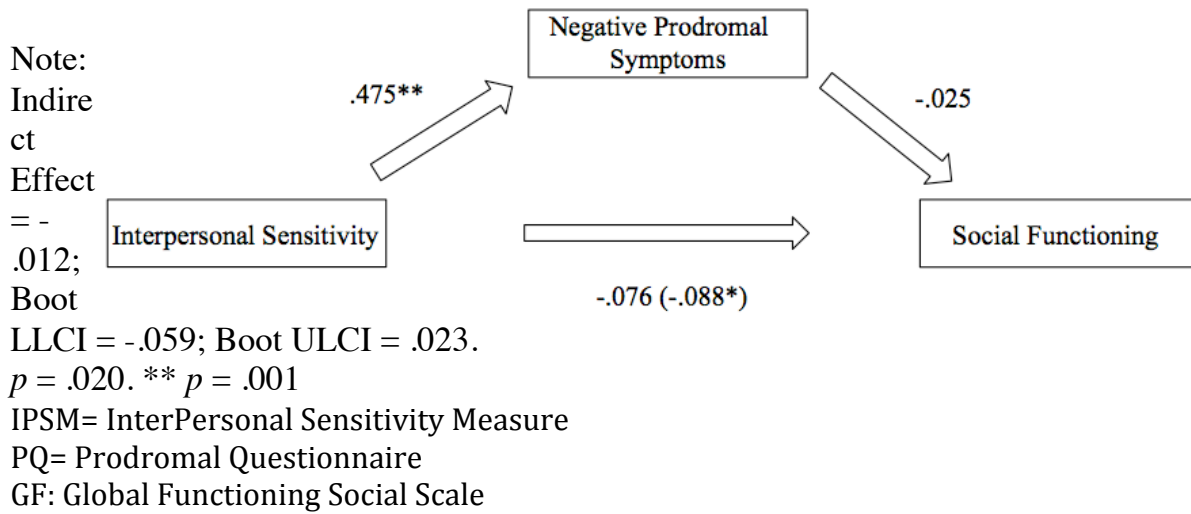 Negative Prodromal
Symptoms
.475**
-.025
Interpersonal Sensitivity
Social Functioning
-.076 (-.088*)
Note:
Indire
ct
Effect
= -
.012;
Boot
LLCI = -.059; Boot ULCI = .023.
p = .020. ** p = .001
IPSM= InterPersonal Sensitivity Measure
PQ= Prodromal Questionnaire
GF: Global Functioning Social Scale